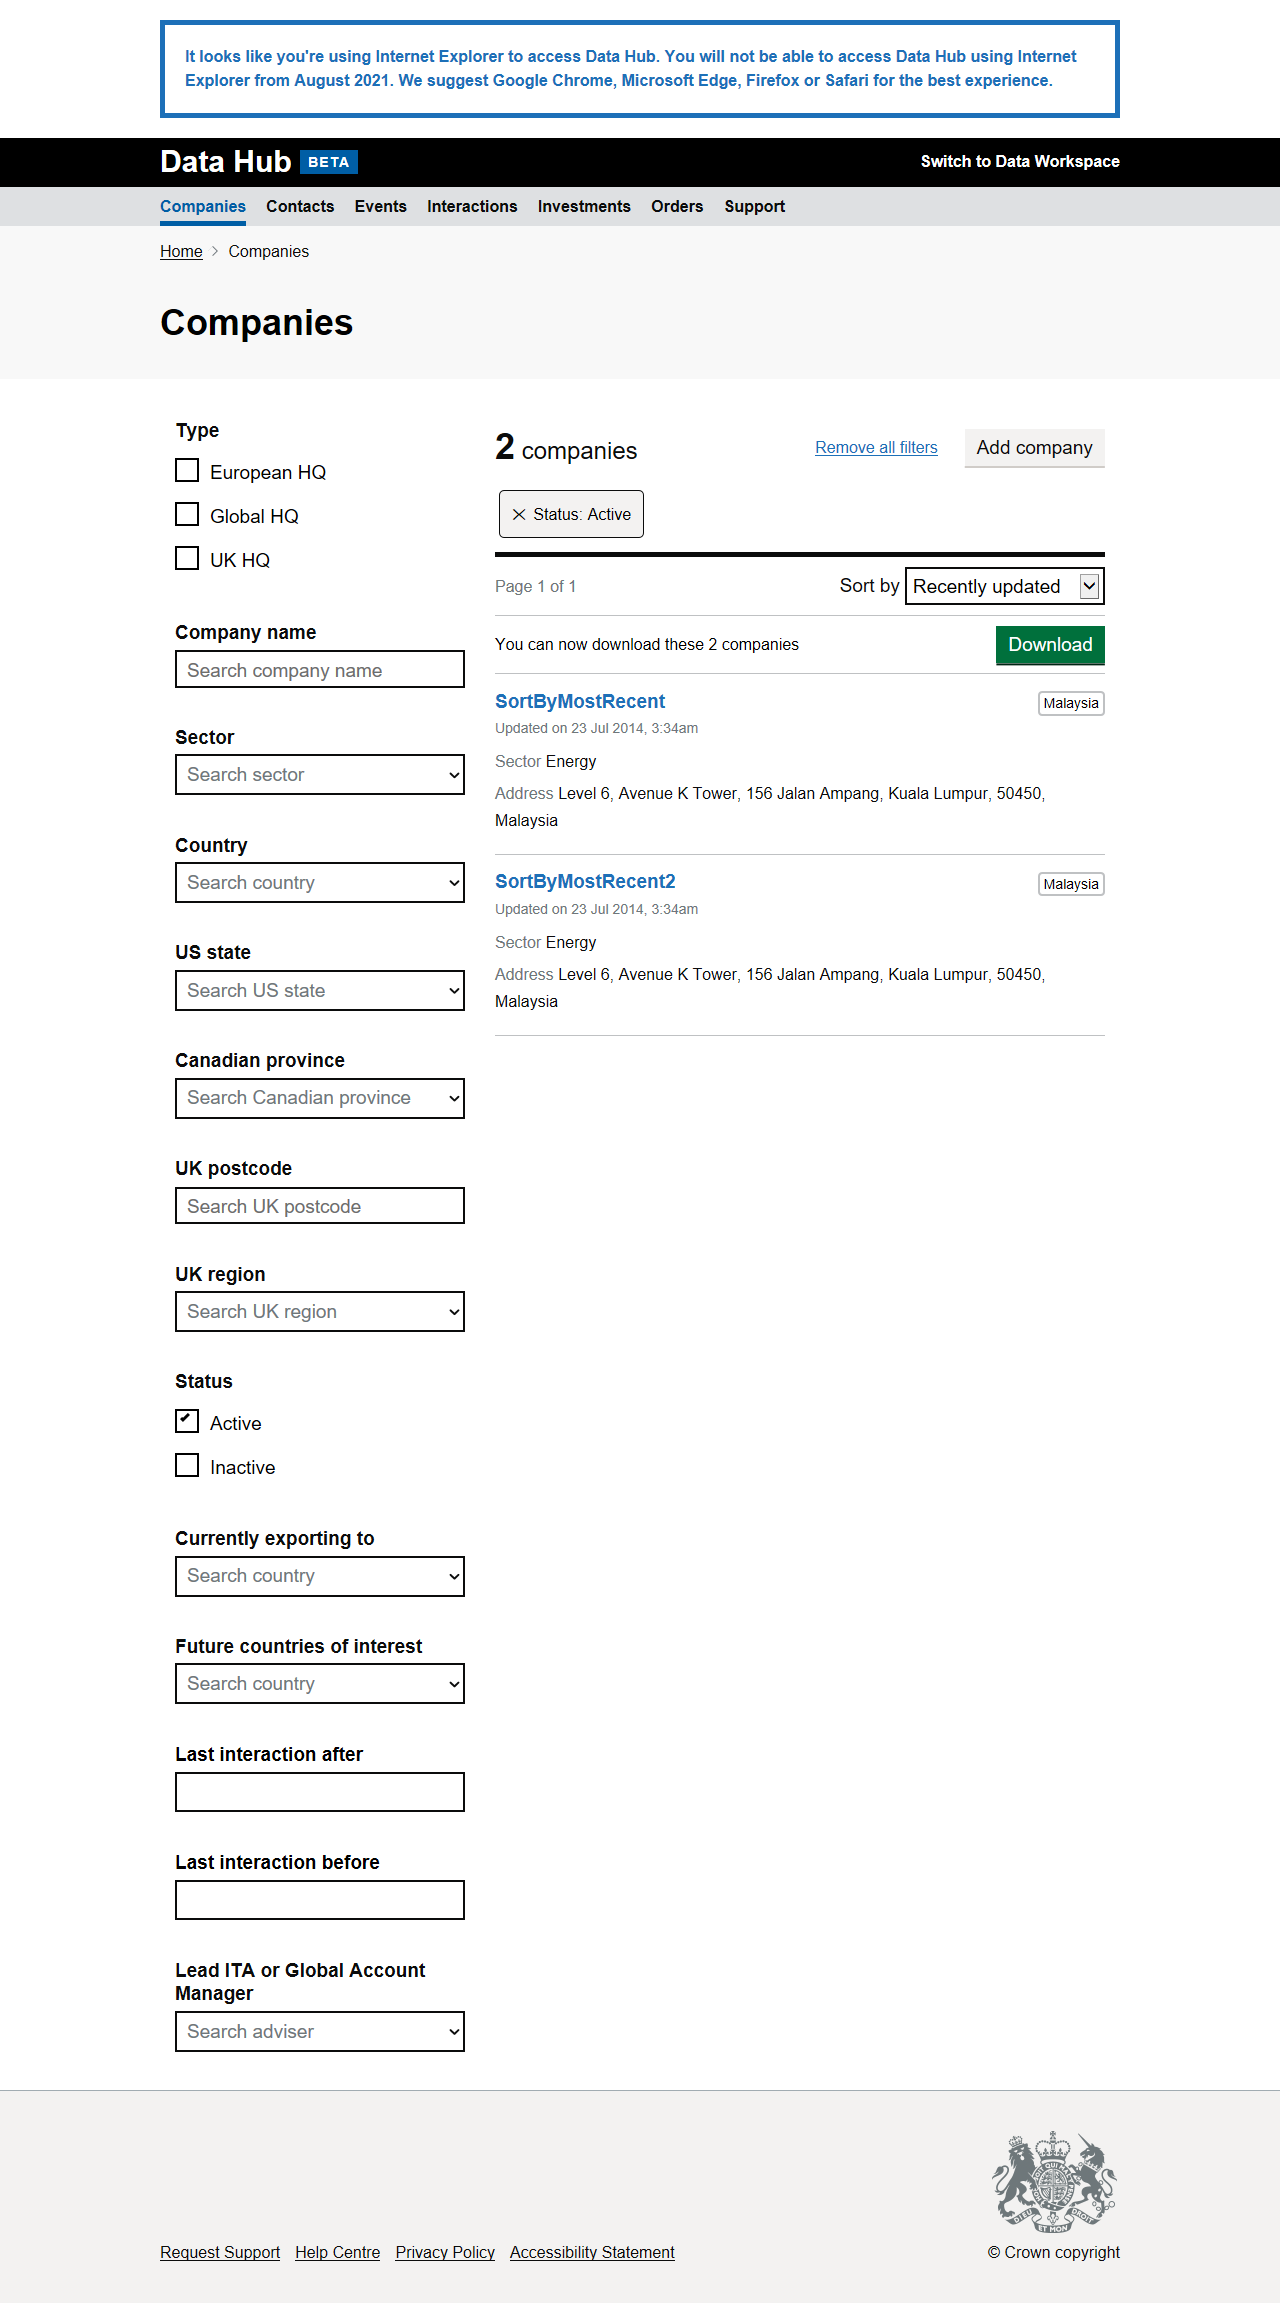 It looks like you're using Internet Explorer to access Data Hub. You will not be able to access Data Hub using Internet
Explorer from August 2021. We suggest Google Chrome, Microsoft Edge, Firefox or Safari for the best experience.
Data Hub BETA
Switch to Data Workspace
Companies Contacts Events Interactions Investments Orders Support
Home Companies
Companies
Type
European HQ
Global HQ
UK HQ
Company name
Search company name
Sector
Search sector
Country
Search country
US state
Search US state
Canadian province
Search Canadian province
UK postcode
Search UK postcode
UK region
Search UK region
Status
Active
Inactive
Currently exporting to
Search country
Future countries of interest
Search country
Last interaction after
Last interaction before
Lead ITA or Global Account
Manager
Search adviser
2 companies
Remove all filters
Add company
Status: Active
Page 1 of 1
Sort by Recently updated
You can now download these 2 companies
Download
SortByMostRecent
Malaysia
Updated on 23 Jul 2014, 3:34am
Sector Energy
Address Level 6, Avenue K Tower, 156 Jalan Ampang, Kuala Lumpur, 50450,
Malaysia
SortByMostRecent2
Malaysia
Updated on 23 Jul 2014, 3:34am
Sector Energy
Address Level 6, Avenue K Tower, 156 Jalan Ampang, Kuala Lumpur, 50450,
Malaysia
DIEU ET MON DROIT
Request Support Help Centre Privacy Policy Accessibility Statement
© Crown copyright